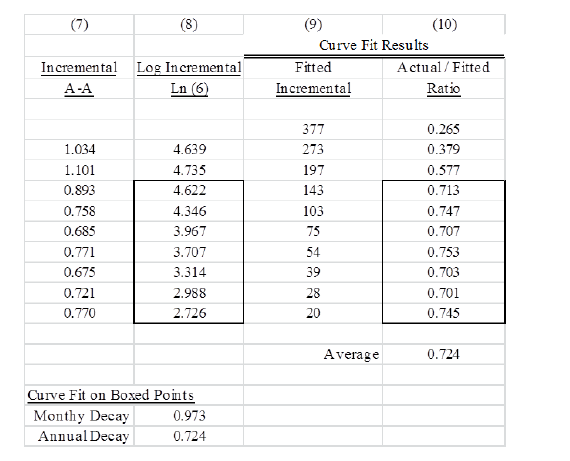 (7) (8) (9) (10)
Curve Fit Results
Incremental Log Incremental Fitted Actual / Fitted
A-A Ln (6) Incremental Ratio
377 0.265
1.034 4.639 273 0.379
1.101 4.735 197 0.577
0.893 4.622 143 0.713
0.758 4.346 103 0.747
0.685 3.967 75 0.707
0.771 3.707 54 0.753
0.675 3.314 39 0.703
0.721 2.988 28 0.701
0.770 2.726 20 0.745
Average 0.724
Curve Fit on Boxed Points
Monthy Decay 0.973
Annual Decay 0.724